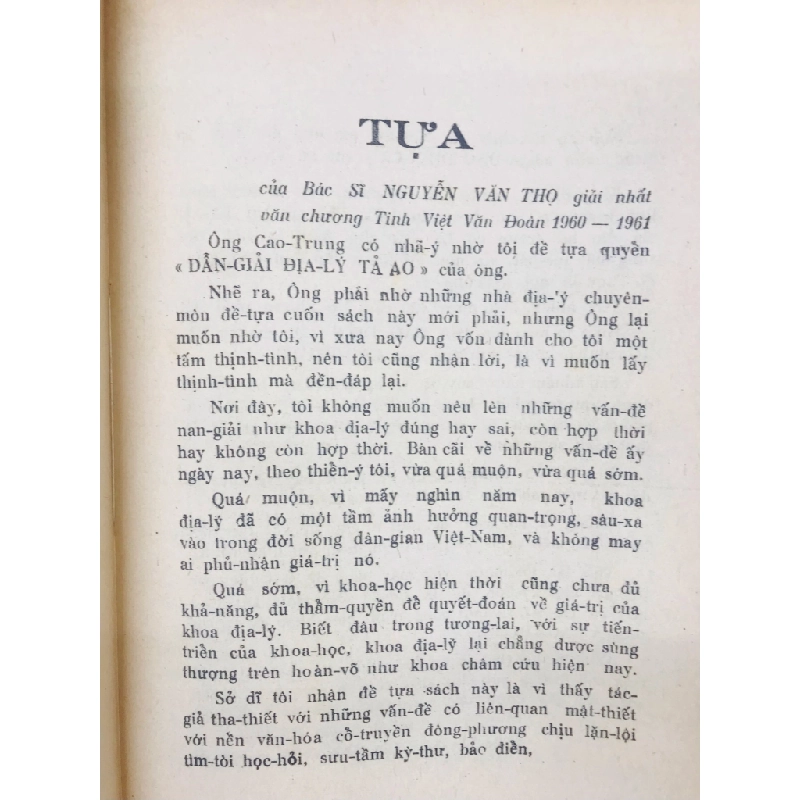 TỰA
của Bác Sĩ NGUYỄN VĂN THỌ giải nhất
văn chương Tinh Việt Văn Đoàn 1960 — 1961
Ông Cao-Trung có nhã-ý nhờ tôi đề tựa quyển
« DẪN-GIẢI ĐỊA-LÝ TẢ AO » của ông.
Nhẽ ra, Ông phải nhờ những nhà địa-lý chuyên-
môn đề-tựa cuốn sách này mới phải, nhưng Ông lại
muốn nhờ tôi, vì xưa nay Ông vốn dành cho tôi một
tấm thịnh-tình, nên tôi cũng nhận lời, là vì muốn lấy
thịnh-tình mà đền-đáp lại.
Nơi đây, tôi không muốn nêu lên những vấn-đề
nan-giải như khoa địa-lý đúng hay sai, còn hợp thời
hay không còn hợp thời. Bàn cãi về những vấn-đề ấy
ngày nay, theo thiển-ý tôi, vừa quá muộn, vừa quá sớm.
Quá muộn, vì mấy nghìn năm nay, khoa
địa-lý đã có một tầm ảnh hưởng quan-trọng, sâu-xa
vào trong đời sống dân-gian Việt-Nam, và không may
ai phủ-nhận giá-trị nó.
Quá sớm, vì khoa-học hiện thời cũng chưa đủ
khả-năng, đủ thẩm-quyền để quyết-đoán về giá-trị của
khoa địa-lý. Biết đâu trong tương-lai, với sự tiến-
triển của khoa-học, khoa địa-lý lại chẳng được sùng
thượng trên hoàn-võ như khoa châm cứu hiện nay.
Sở dĩ tôi nhận đề tựa sách này là vì thấy tác-
giả tha-thiết với những vấn-đề có liên-quan mật-thiết
với nền văn-hóa cổ-truyền đông-phương chịu lặn-lội
tìm-tòi học-hỏi, sưu-tầm kỳ-thư, bảo điển,